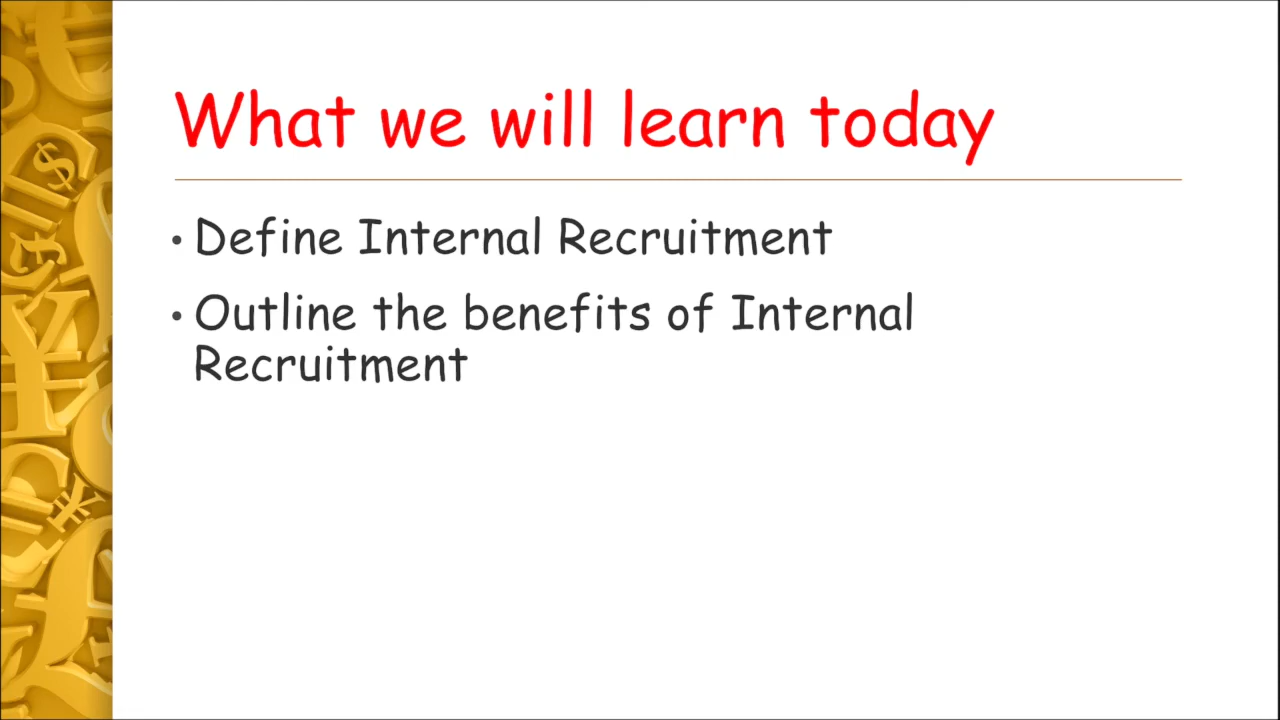 What we will learn today
• Define Internal Recruitment
• Outline the benefits of Internal
Recruitment